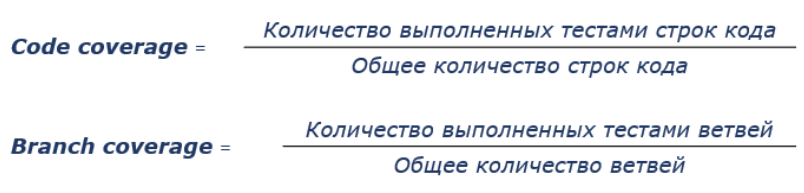 Code coverage = Количество выполненных тестами строк кода
Общее количество строк кода
Branch coverage = Количество выполненных тестами ветвей
Общее количество ветвей